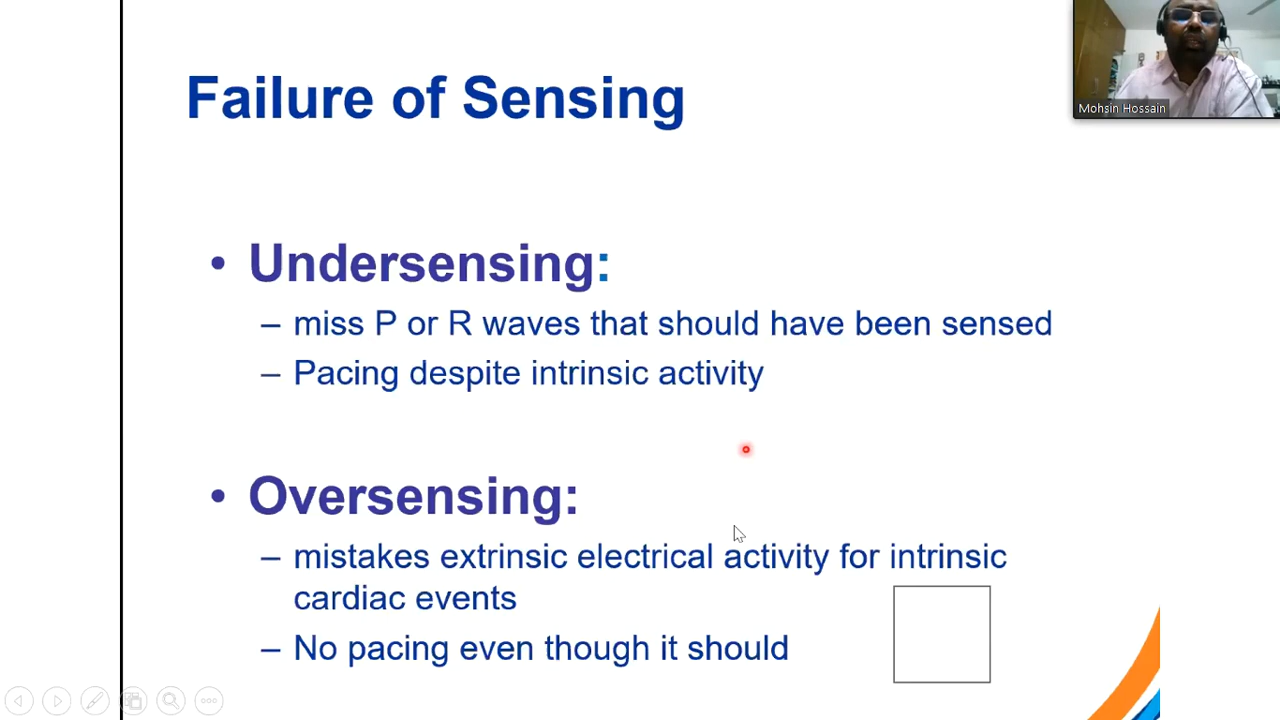 Failure of Sensing
Mohsin Hossain
• Undersensing:
– miss P or R waves that should have been sensed
– Pacing despite intrinsic activity
• Oversensing:
– mistakes extrinsic electrical activity for intrinsic
cardiac events
– No pacing even though it should